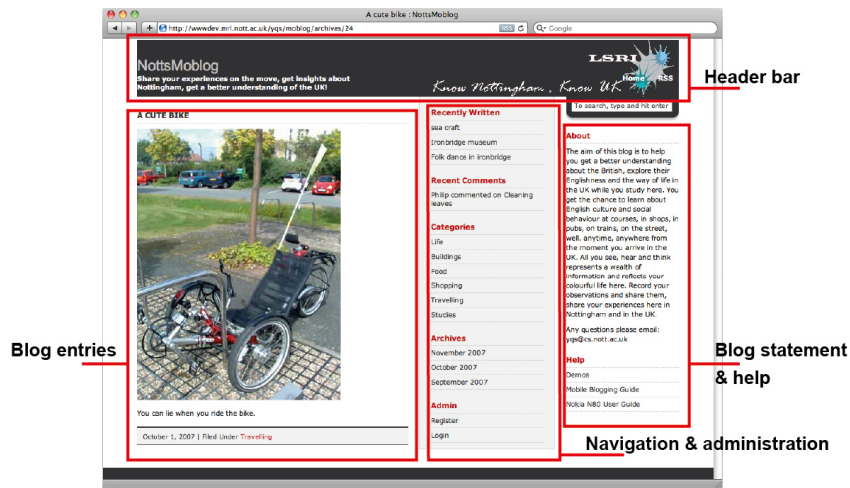 A cute bike : NottsMoblog
http://wwwdev.mrl.nott.ac.uk/yqs/moblog/archives/24
RSS
Google
LSRI
NottsMoblog
Share your experiences on the move, get insights about
Nottingham, get a better understanding of the UK!
Home
RSS
Know Nottingham , Know UK
Header bar
To search, type and hit enter
A CUTE BIKE
You can lie when you ride the bike.
October 1, 2007 | Filed Under Travelling
Blog entries
Recently Written
sea craft
Ironbridge museum
Folk dance in ironbridge
Recent Comments
Philip commented on Cleaning
leaves
Categories
Life
Buildings
Food
Shopping
Travelling
Studies
Archives
November 2007
October 2007
September 2007
Admin
Register
Login
Navigation & administration
About
The aim of this blog is to help
you get a better understanding
about the British, explore their
Englishness and the way of life in
the UK while you study here. You
get the chance to learn about
English culture and social
behaviour at courses, in shops, in
pubs, on trains, on the street,
well, anytime, anywhere from
the moment you arrive in the
UK. All you see, hear and think
represents a wealth of
information and reflects your
colourful life here. Record your
observations and share them,
share your experiences here in
Nottingham and in the UK.
Any questions please email:
yqs@cs.nott.ac.uk
Help
Demos
Mobile Blogging Guide
Nokia N80 User Guide
Blog statement
& help